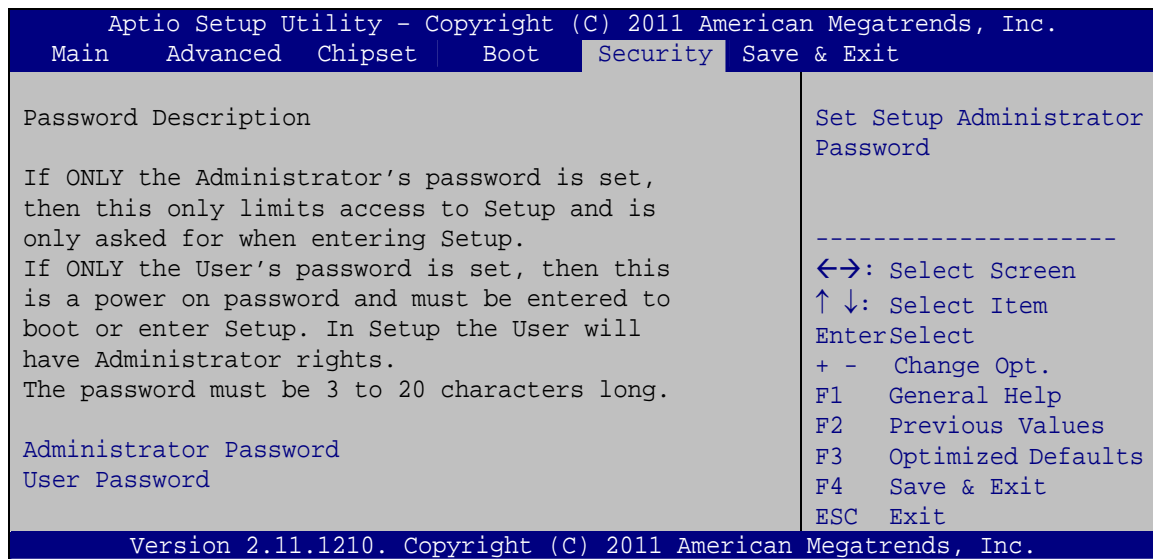 Aptio Setup Utility – Copyright (C) 2011 American Megatrends, Inc.
Main Advanced Chipset Boot Security Save & Exit
Password Description
If ONLY the Administrator’s password is set,
then this only limits access to Setup and is
only asked for when entering Setup.
If ONLY the User’s password is set, then this
is a power on password and must be entered to
boot or enter Setup. In Setup the User will
have Administrator rights.
The password must be 3 to 20 characters long.
Administrator Password
User Password
Set Setup Administrator
Password
---------------------
←→: Select Screen
↑ ↓: Select Item
EnterSelect
+ - Change Opt.
F1 General Help
F2 Previous Values
F3 Optimized Defaults
F4 Save & Exit
ESC Exit
Version 2.11.1210. Copyright (C) 2011 American Megatrends, Inc.